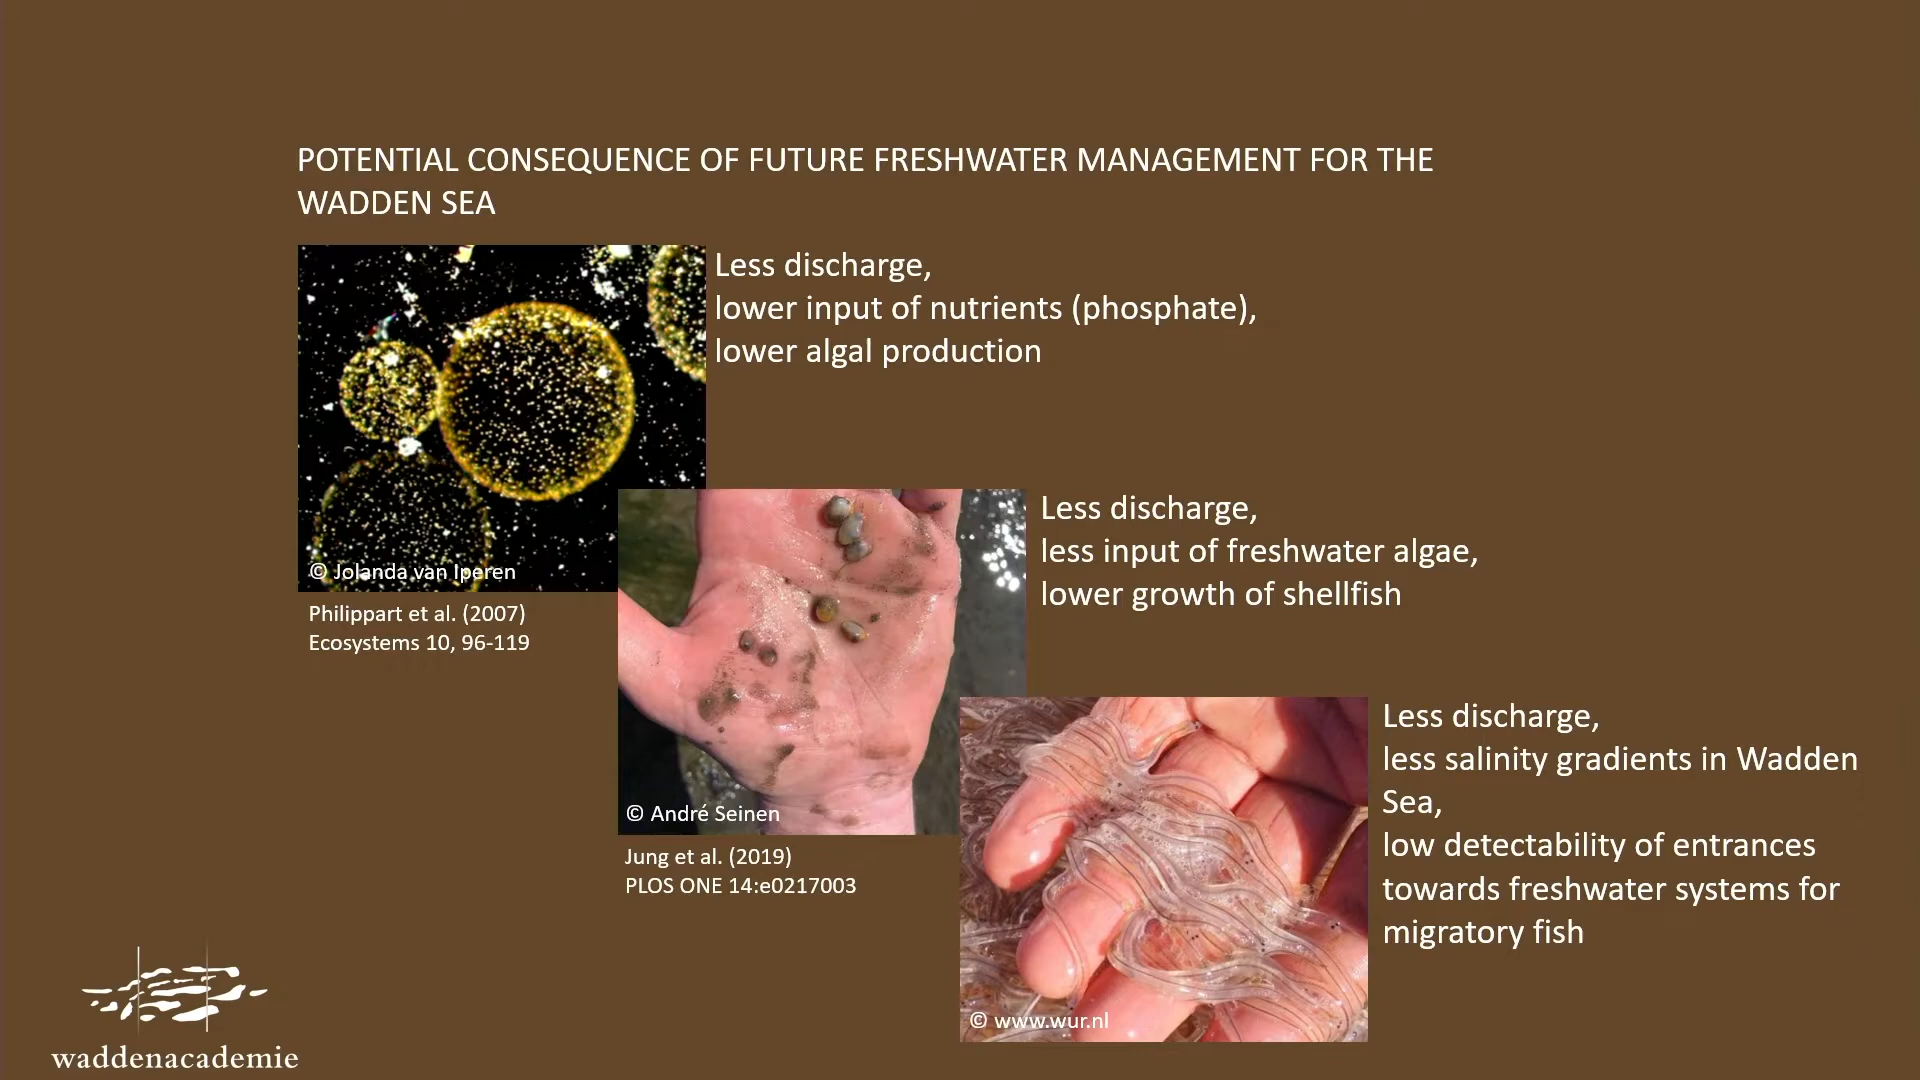 POTENTIAL CONSEQUENCE OF FUTURE FRESHWATER MANAGEMENT FOR THE
WADDEN SEA
Less discharge,
lower input of nutrients (phosphate),
lower algal production
© Jolanda van Iperen
Philippart et al. (2007)
Ecosystems 10, 96-119
Less discharge,
less input of freshwater algae,
lower growth of shellfish
© André Seinen
Jung et al. (2019)
PLOS ONE 14:e0217003
Less discharge,
less salinity gradients in Wadden
Sea,
low detectability of entrances
towards freshwater systems for
migratory fish
© www.wur.nl
waddenacademie